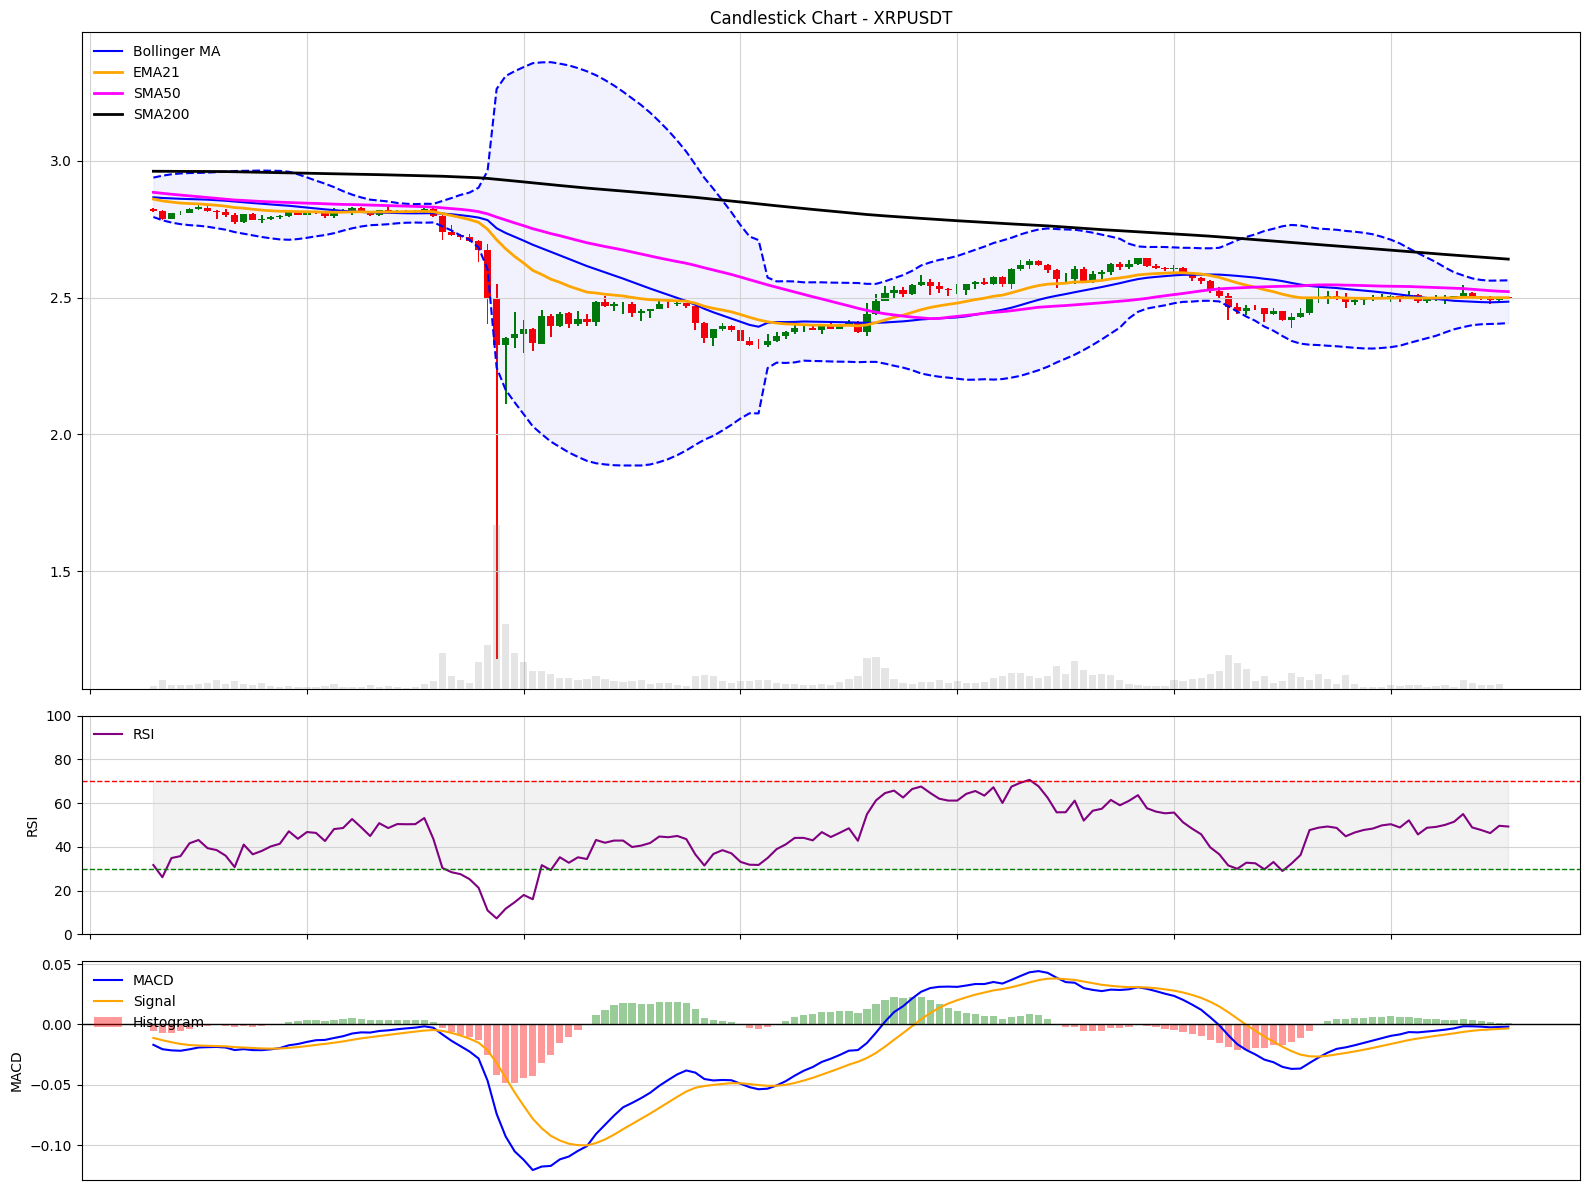 Candlestick Chart - XRPUSDT
Bollinger MA
EMA21
SMA50
SMA200
3.0
2.5
2.0
1.5
100
80
60
40
20
0
RSI
RSI
0.05
0.00
−0.05
−0.10
MACD
MACD
Signal
Histogram